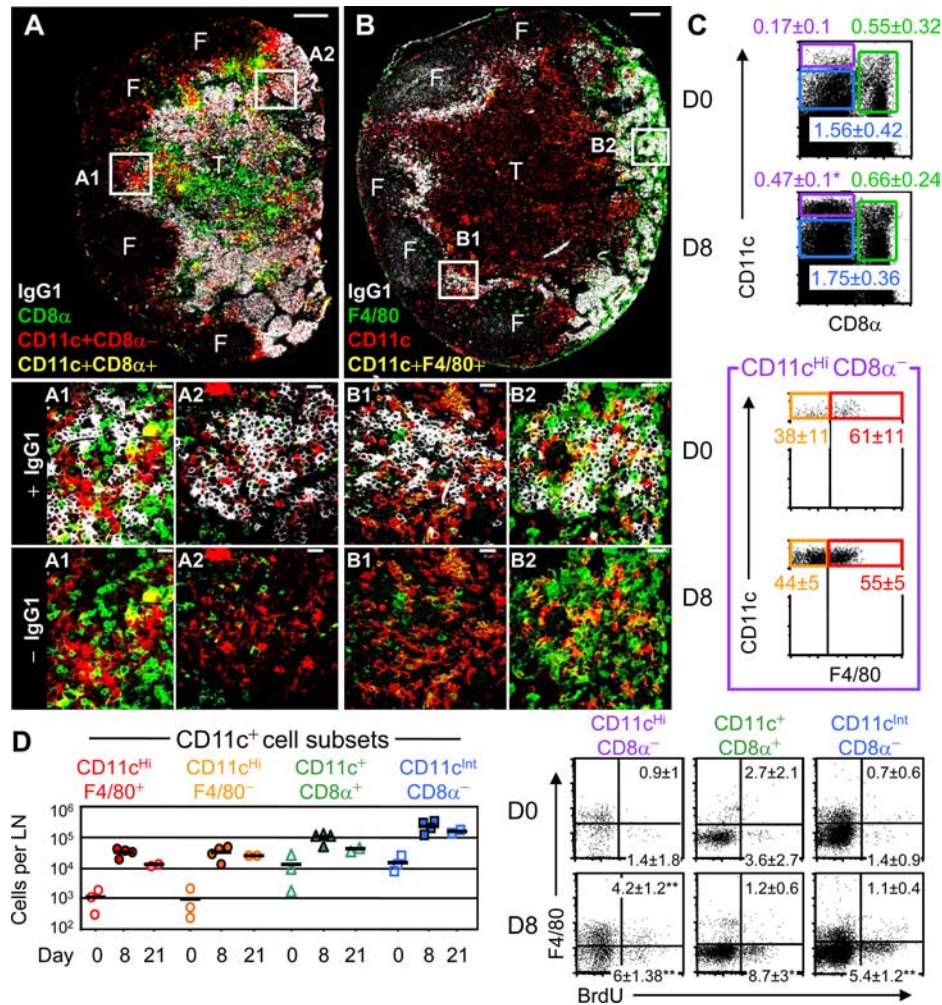 A
A2
F
F
A1
T
F
F
IgG1
CD8α
CD11c+CD8α−
CD11c+CD8α+
B
F
F
B2
T
F
F
B1
F
IgG1
F4/80
CD11c
CD11c+F4/80+
+ IgG1
A1
A2
B1
B2
− IgG1
A1
A2
B1
B2
C
0.17±0.1
0.55±0.32
D0
1.56±0.42
0.47±0.1*
0.66±0.24
D8
1.75±0.36
CD11c
CD8α
CD11cHi CD8α−
D0
38±11
61±11
D8
44±5
55±5
CD11c
F4/80
D
CD11c+ cell subsets
CD11cHi
F4/80+
CD11cHi
F4/80−
CD11c+
CD8α+
CD11cInt
CD8α−
Cells per LN
106
105
104
103
102
Day 0 8 21 0 8 21 0 8 21 0 8 21
CD11cHi
CD8α−
CD11c+
CD8α+
CD11cInt
CD8α−
D0
0.9±1
2.7±2.1
0.7±0.6
1.4±1.8
3.6±2.7
1.4±0.9
D8
4.2±1.2**
1.2±0.6
1.1±0.4
6±1.38**
8.7±3**
5.4±1.2**
F4/80
BrdU